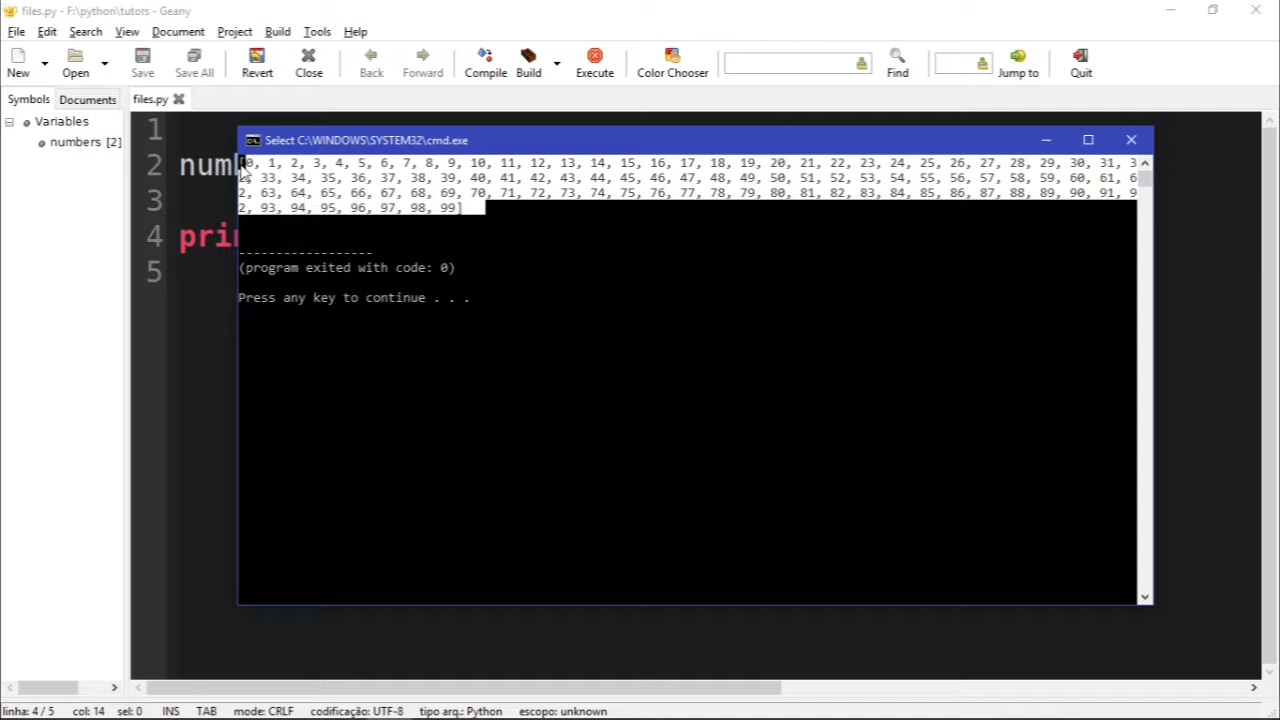 files.py - F:\python\tutors - Geany
File Edit Search View Document Project Build Tools Help
New Open Save Save All Revert Close Back Forward Compile Build Execute Color Chooser Find Jump to Quit
Symbols Documents files.py
Variables
numbers [2]
1
2 num
3
4 prin
5
Select C:\WINDOWS\SYSTEM32\cmd.exe
0, 1, 2, 3, 4, 5, 6, 7, 8, 9, 10, 11, 12, 13, 14, 15, 16, 17, 18, 19, 20, 21, 22, 23, 24, 25, 26, 27, 28, 29, 30, 31, 3
, 33, 34, 35, 36, 37, 38, 39, 40, 41, 42, 43, 44, 45, 46, 47, 48, 49, 50, 51, 52, 53, 54, 55, 56, 57, 58, 59, 60, 61, 6
2, 63, 64, 65, 66, 67, 68, 69, 70, 71, 72, 73, 74, 75, 76, 77, 78, 79, 80, 81, 82, 83, 84, 85, 86, 87, 88, 89, 90, 91, 9
2, 93, 94, 95, 96, 97, 98, 99]
------------------
(program exited with code: 0)
Press any key to continue . . .
linha: 4 / 5 col: 14 sel: 0 INS TAB mode: CRLF codificação: UTF-8 tipo arq.: Python escopo: unknown